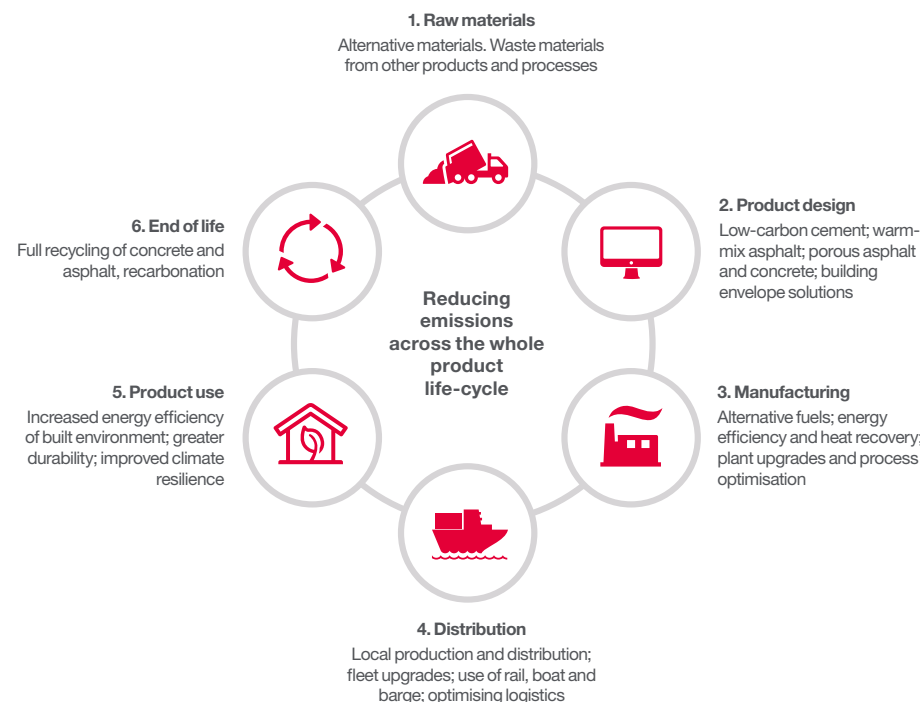 1. Raw materials
Alternative materials. Waste materials
from other products and processes
2. Product design
Low-carbon cement; warm-
mix asphalt; porous asphalt
and concrete; building
envelope solutions
3. Manufacturing
Alternative fuels; energy
efficiency and heat recovery;
plant upgrades and process
optimisation
4. Distribution
Local production and distribution;
fleet upgrades; use of rail, boat and
barge; optimising logistics
5. Product use
Increased energy efficiency
of built environment; greater
durability; improved climate
resilience
6. End of life
Full recycling of concrete and
asphalt, recarbonation
Reducing
emissions
across the whole
product
life-cycle